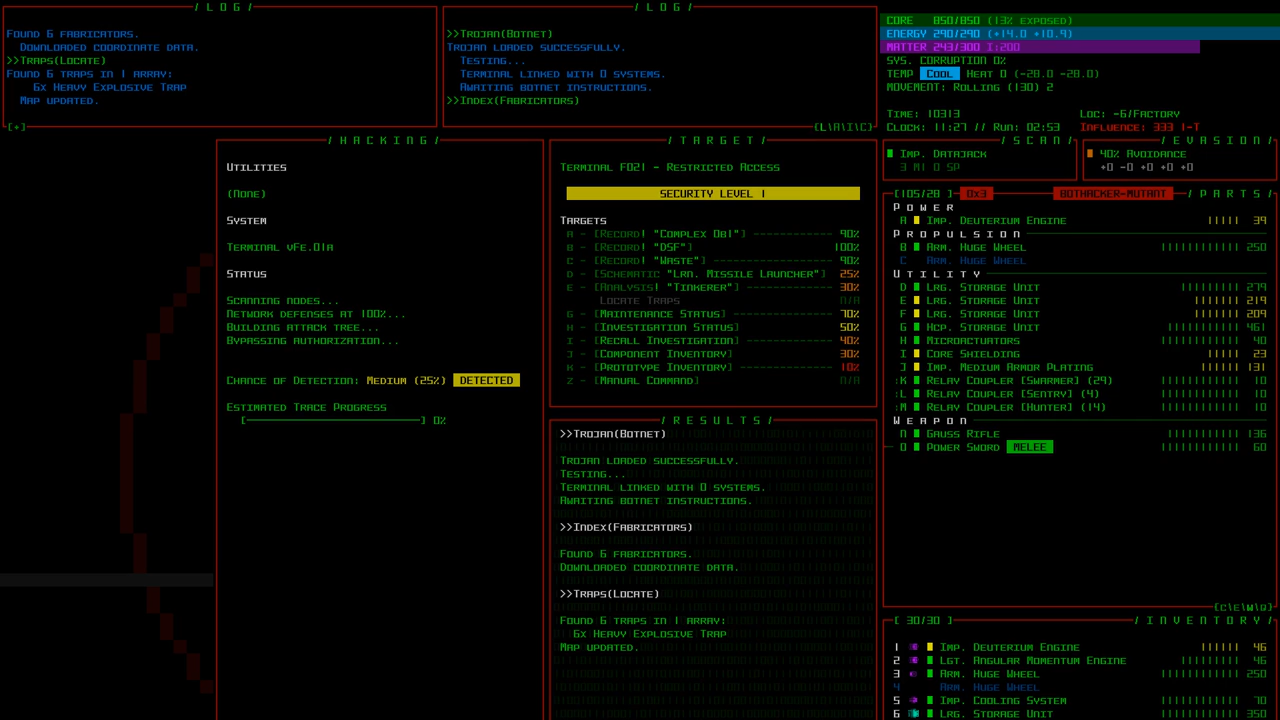 / L O G /
Found 6 fabricators.
Downloaded coordinate data.
>>Traps(Locate)
Found 6 traps in 1 array:
6x Heavy Explosive Trap
Map updated.
[+]
/ L O G /
>>Trojan(Botnet)
Trojan loaded successfully.
Testing...
Terminal linked with 0 systems.
Awaiting botnet instructions.
>>Index(Fabricators)
[L\A\I\C]
CORE 850/850 (13% exposed)
ENERGY 290/290 (+14.0 +10.9)
MATTER 243/300 I:200
SYS. CORRUPTION 0%
TEMP Cool Heat 0 (-28.0 -28.0)
MOVEMENT: Rolling (130) 2
Time: 10313 Loc: -6/Factory
Clock: 11:27 // Run: 02:53 Influence: 333 1-T
/ H A C K I N G /
Utilities
(None)
System
Terminal vFe.01a
Status
Scanning nodes...
Network defenses at 100%...
Building attack tree...
Bypassing authorization...
Chance of Detection: Medium (25%) DETECTED
Estimated Trace Progress
[ ] 0%
/ T A R G E T /
Terminal F021 - Restricted Access
SECURITY LEVEL 1
Targets
A - [Record| "Complex 0b1"] 90%
B - [Record| "DSF"] 100%
C - [Record| "Waste"] 90%
D - [Schematic "Lrn. Missile Launcher"] 25%
E - [Analysis| "Tinkerer"] 30%
Locate Traps N/A
G - [Maintenance Status] 70%
H - [Investigation Status] 50%
I - [Recall Investigation] 40%
J - [Component Inventory] 30%
K - [Prototype Inventory] 10%
Z - [Manual Command] N/A
/ R E S U L T S /
>>Trojan(Botnet)
Trojan loaded successfully.
Testing...
Terminal linked with 0 systems.
Awaiting botnet instructions.
>>Index(Fabricators)
Found 6 fabricators.
Downloaded coordinate data.
>>Traps(Locate)
Found 6 traps in 1 array:
6x Heavy Explosive Trap
Map updated.
/ S C A N /
Imp. Datajack
3 MI 0 SP
/ E V A S I O N /
40% Avoidance
+0 -0 +0 +0 +0
[105/28 ] 0x3 BOTHACKER-MUTANT / P A R T S /
P o w e r
A Imp. Deuterium Engine 39
P r o p u l s i o n
B Arm. Huge Wheel 250
C Arm. Huge Wheel
U t i l i t y
D Lrg. Storage Unit 279
E Lrg. Storage Unit 219
F Lrg. Storage Unit 209
G Hcp. Storage Unit 461
H Microactuators 40
I Core Shielding 23
J Imp. Medium Armor Plating 131
:K Relay Coupler [Swarmer] (29) 10
:L Relay Coupler [Sentry] (4) 10
:M Relay Coupler [Hunter] (14) 10
W e a p o n
N Gauss Rifle 136
O Power Sword MELEE 60
[C\E\W\Q]
[ 30/30 ] / I N V E N T O R Y /
1 Imp. Deuterium Engine 46
2 Lgt. Angular Momentum Engine 46
3 Arm. Huge Wheel 250
4 Arm. Huge Wheel
5 Imp. Cooling System 70
6 Lrg. Storage Unit 350